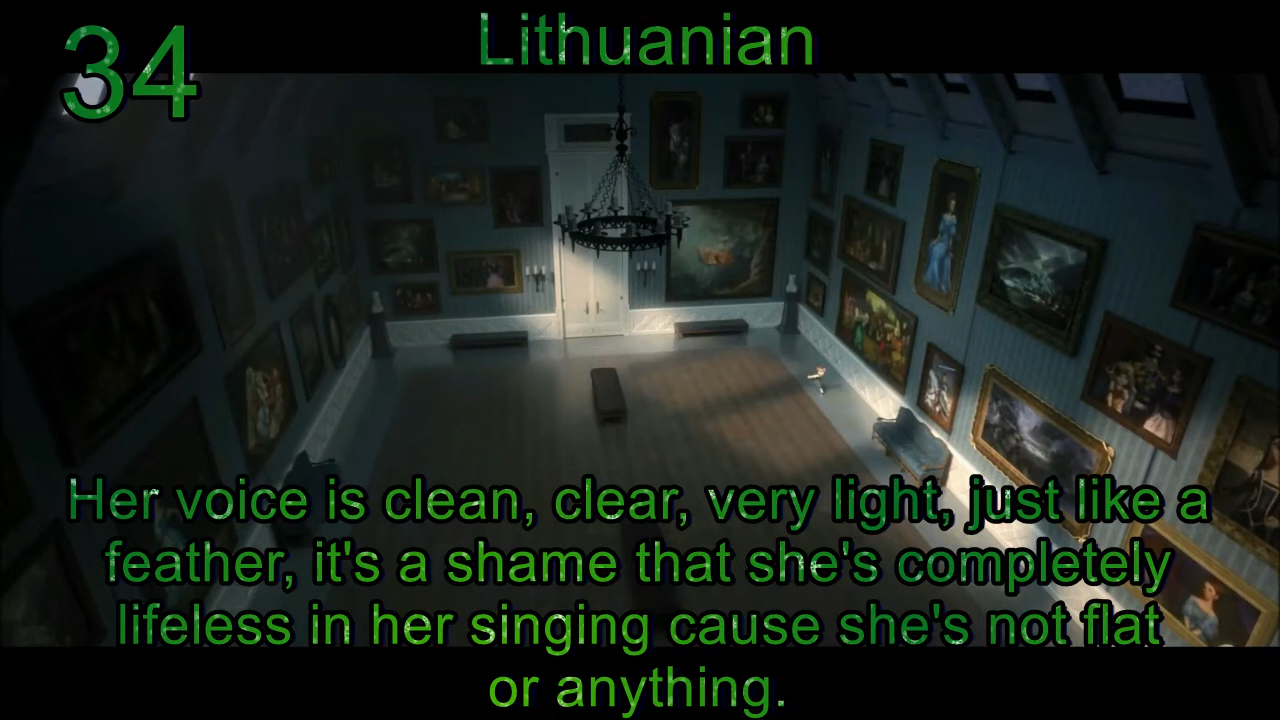 34
Lithuanian
Her voice is clean, clear, very light, just like a
feather, it's a shame that she's completely
lifeless in her singing cause she's not flat
or anything.